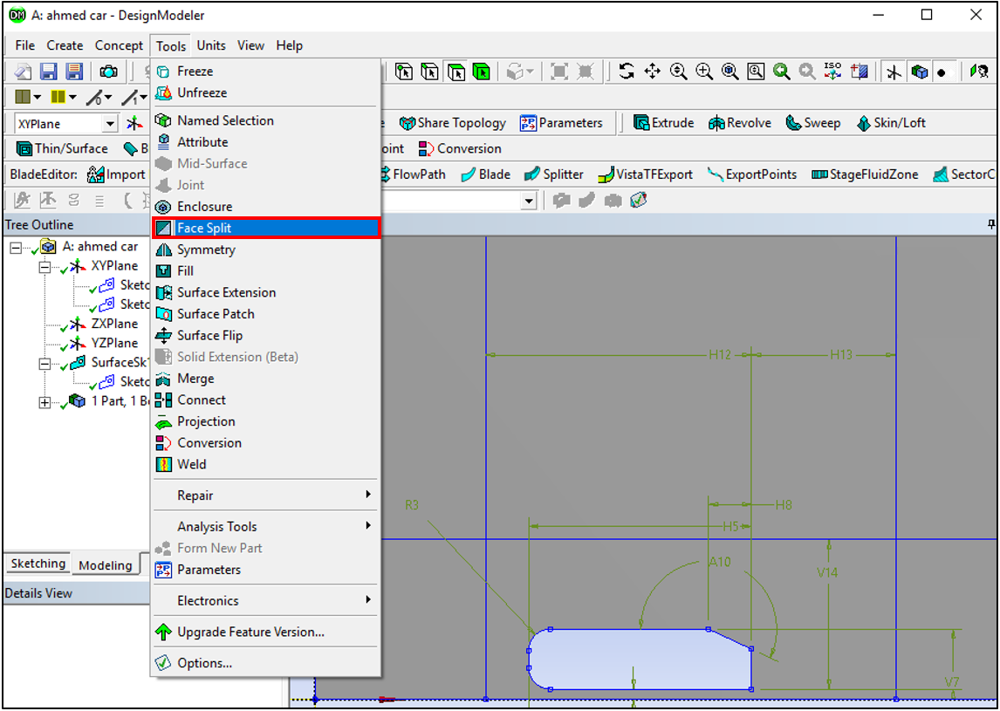 A: ahmed car - DesignModeler
File Create Concept Tools Units View Help
ISO
XYPlane
Share Topology Parameters Extrude Revolve Sweep Skin/Loft
Thin/Surface B oint Conversion
BladeEditor: Import FlowPath Blade Splitter VistaTFExport ExportPoints StageFluidZone SectorC
Tree Outline
A: ahmed car
XYPlane
Sketc
Sketc
ZXPlane
YZPlane
SurfaceSk
Sketc
1 Part, 1 B
Sketching Modeling
Details View
Freeze
Unfreeze
Named Selection
Attribute
Mid-Surface
Joint
Enclosure
Face Split
Symmetry
Fill
Surface Extension
Surface Patch
Surface Flip
Solid Extension (Beta)
Merge
Connect
Projection
Conversion
Weld
Repair
Analysis Tools
Form New Part
Parameters
Electronics
Upgrade Feature Version...
Options...
H12 H13
R3
H8
H5
A10
V14
V7